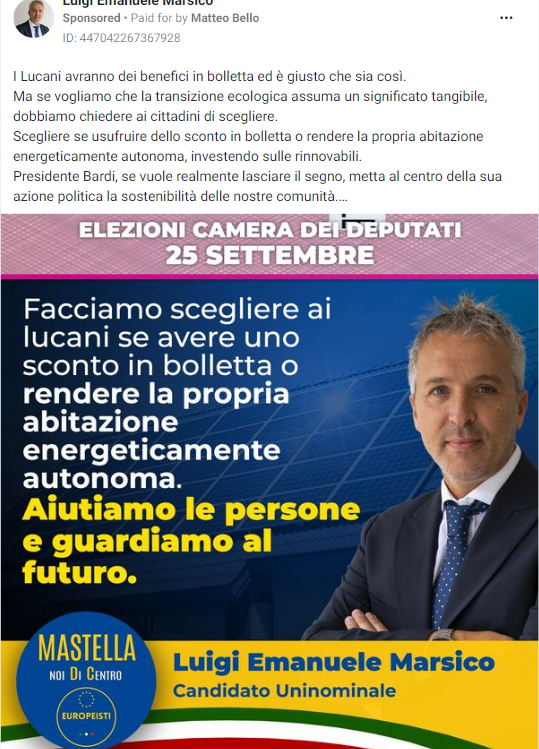 Luigi Emanuele Marsico
Sponsored • Paid for by Matteo Bello
ID: 447042267367928
I Lucani avranno dei benefici in bolletta ed è giusto che sia così.
Ma se vogliamo che la transizione ecologica assuma un significato tangibile,
dobbiamo chiedere ai cittadini di scegliere.
Scegliere se usufruire dello sconto in bolletta o rendere la propria abitazione
energeticamente autonoma, investendo sulle rinnovabili.
Presidente Bardi, se vuole realmente lasciare il segno, metta al centro della sua
azione politica la sostenibilità delle nostre comunità....
ELEZIONI CAMERA DEI DEPUTATI
25 SETTEMBRE
Facciamo scegliere ai
lucani se avere uno
sconto in bolletta o
rendere la propria
abitazione
energeticamente
autonoma.
Aiutiamo le persone
e guardiamo al
futuro.
MASTELLA
NOI DI CENTRO
EUROPEISTI
Luigi Emanuele Marsico
Candidato Uninominale